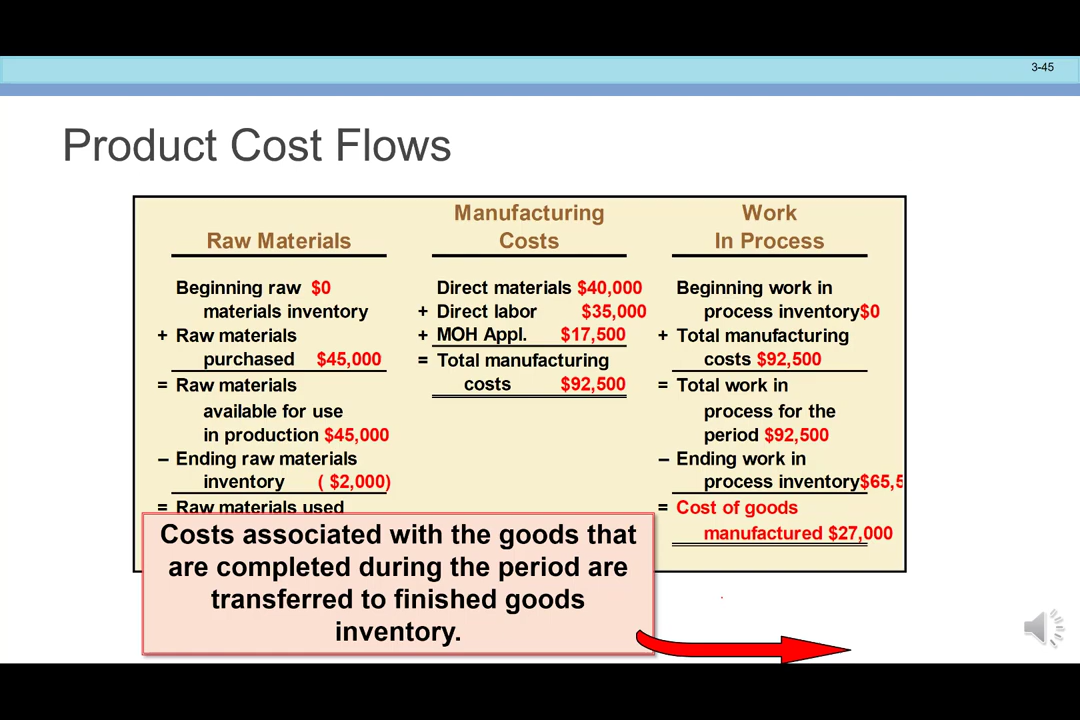 3-45
Product Cost Flows
Raw Materials
Beginning raw $0
materials inventory
+ Raw materials
purchased $45,000
= Raw materials
available for use
in production $45,000
– Ending raw materials
inventory ( $2,000)
= Raw materials used
Manufacturing
Costs
Direct materials $40,000
+ Direct labor $35,000
+ MOH Appl. $17,500
= Total manufacturing
costs $92,500
Work
In Process
Beginning work in
process inventory$0
+ Total manufacturing
costs $92,500
= Total work in
process for the
period $92,500
– Ending work in
process inventory
= Cost of goods
manufactured $27,000
Costs associated with the goods that
are completed during the period are
transferred to finished goods
inventory.